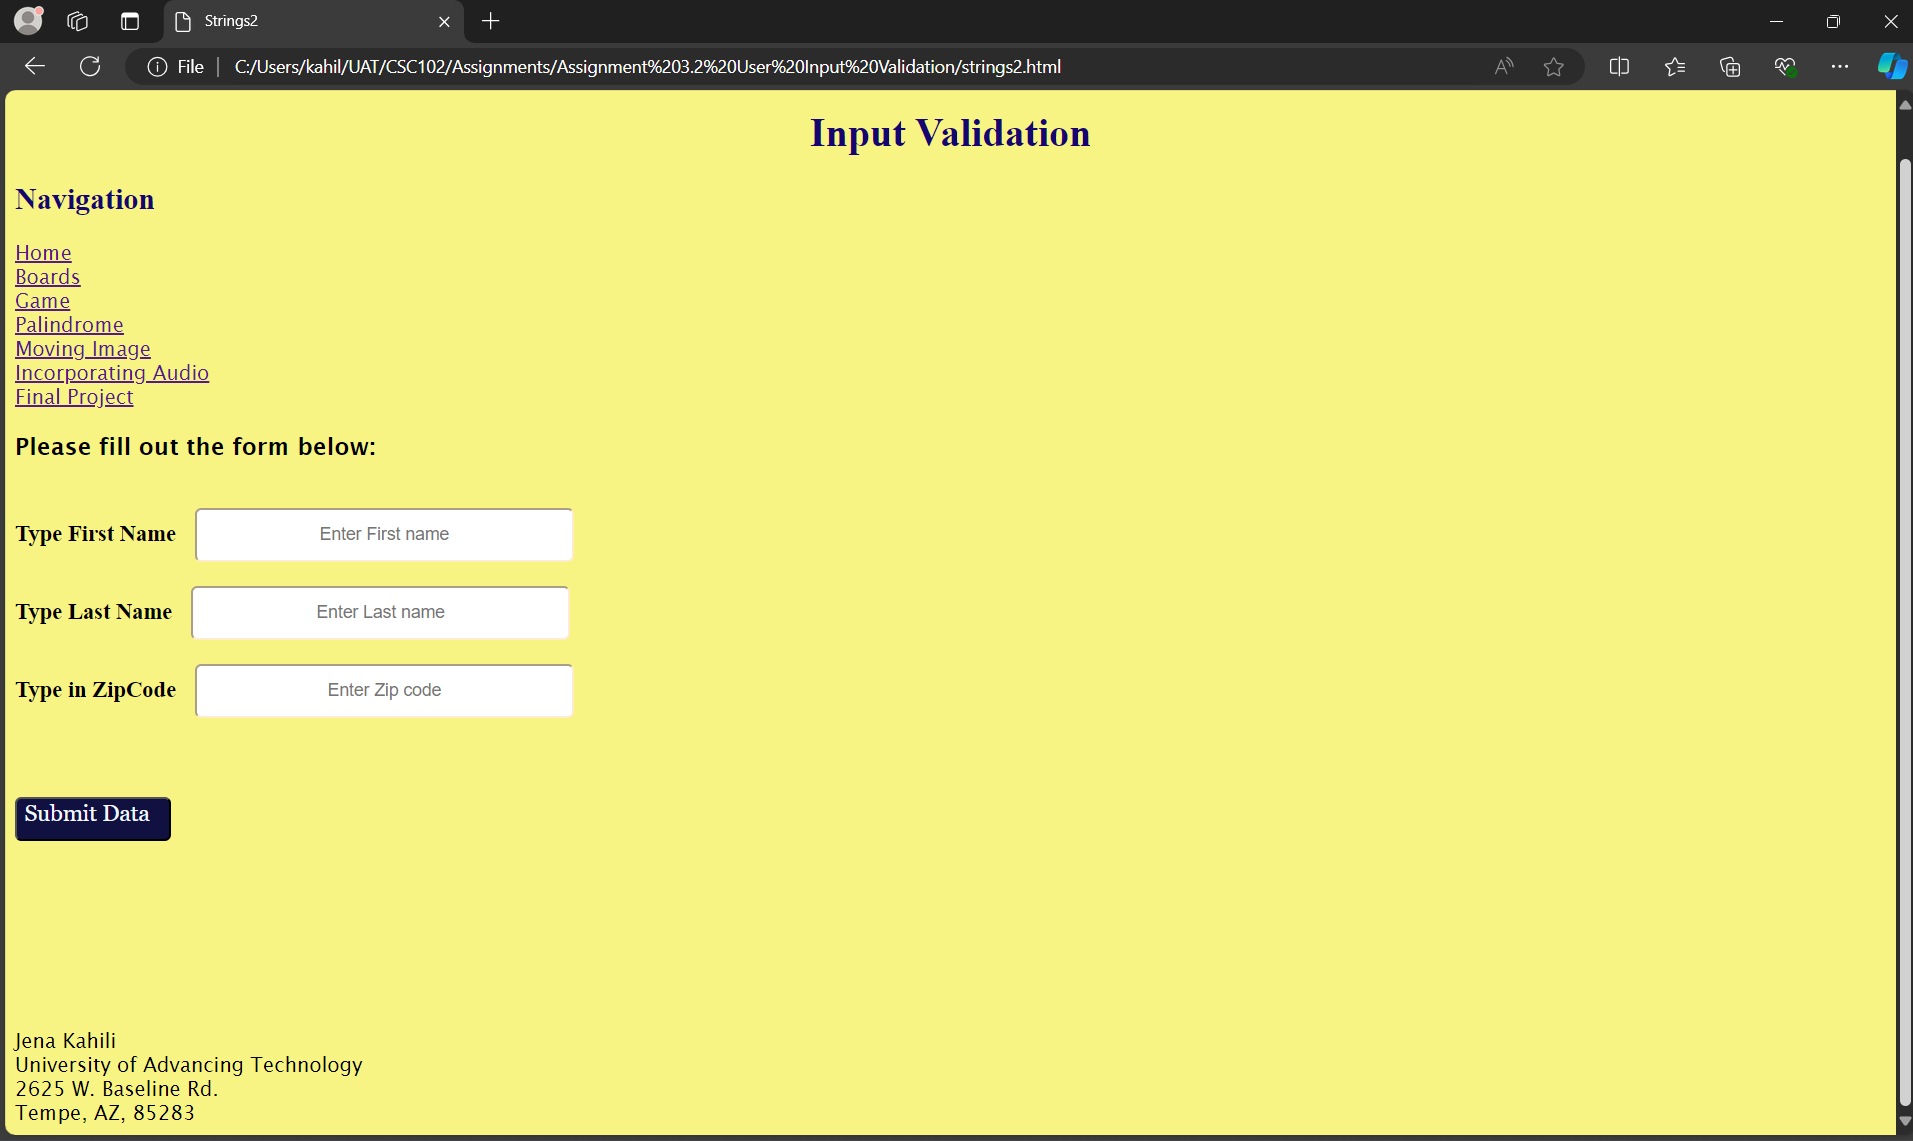 Strings2
File
C:/Users/kahil/UAT/CSC102/Assignments/Assignment%203.2%20User%20Input%20Validation/strings2.html
Input Validation
Navigation
Home
Boards
Game
Palindrome
Moving Image
Incorporating Audio
Final Project
Please fill out the form below:
Type First Name Enter First name
Type Last Name Enter Last name
Type in ZipCode Enter Zip code
Submit Data
Jena Kahili
University of Advancing Technology
2625 W. Baseline Rd.
Tempe, AZ, 85283